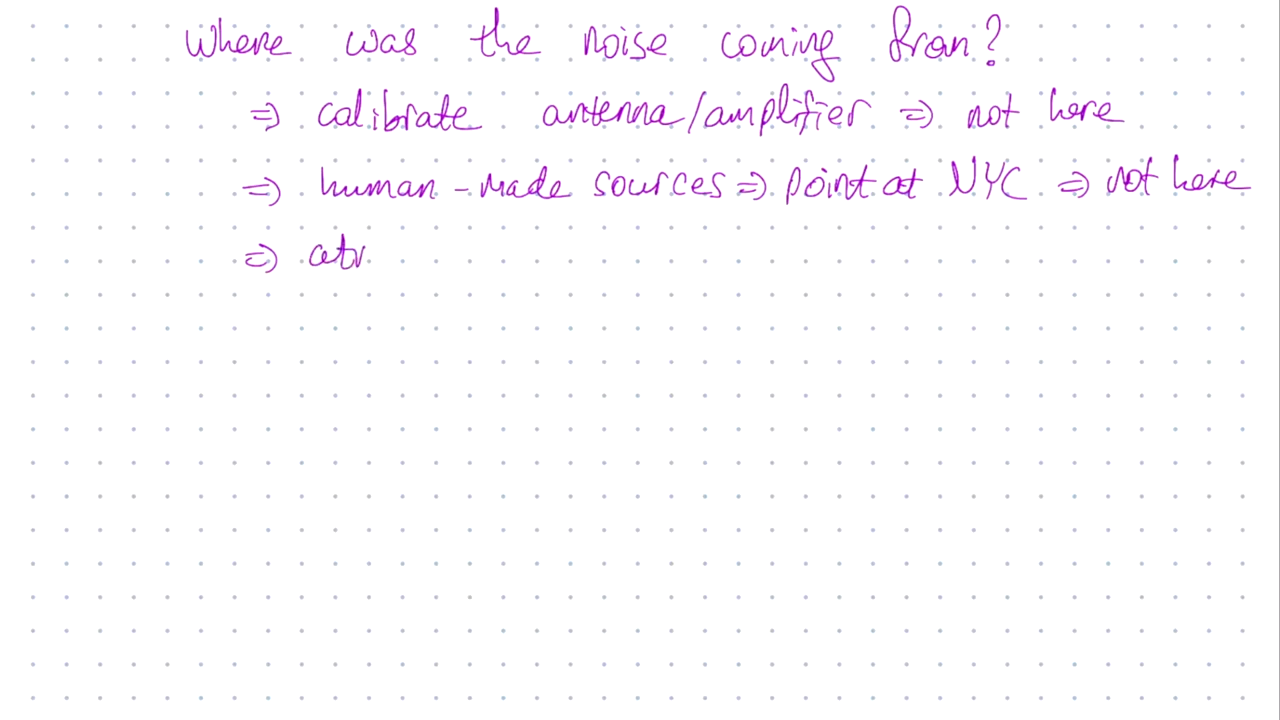 Where was the noise coming from?
⇒ calibrate antenna/amplifier ⇒ not here
⇒ human-made sources ⇒ point at NYC ⇒ not here
⇒ atm